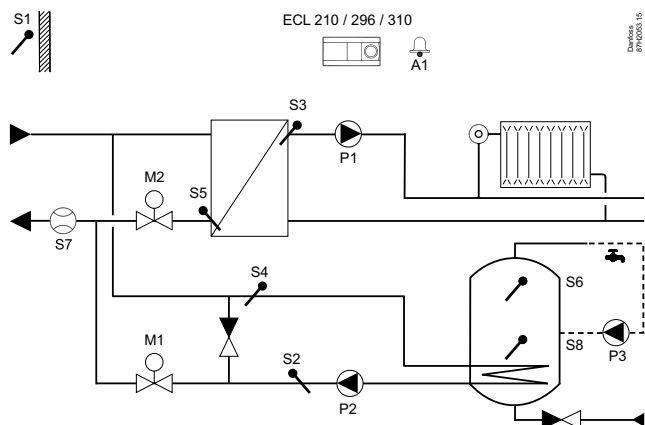 S1
ECL 210 / 296 / 310
A1
Danfoss
87H2053.15
S3
P1
M2
S5
S7
S4
S6
M1
S2
S8
P3
P2